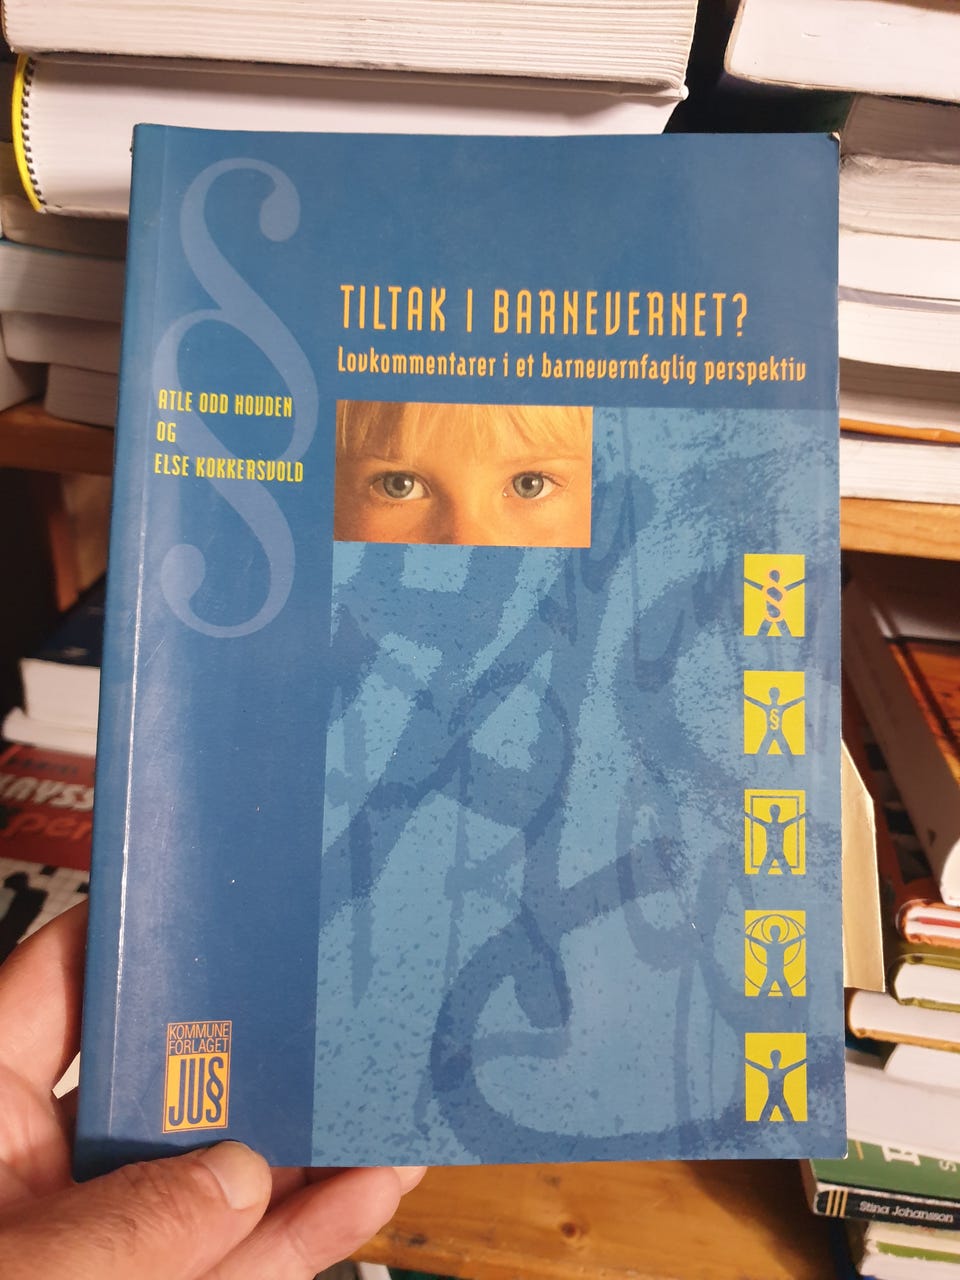 TILTAK I BARNEVERNET?
Lovkommentarer i et barnevernfaglig perspektiv
ATLE ODD HOVDEN
OG
ELSE KOKKERSVOLD
§
§
§
KOMMUNE
FORLAGET
JUS
Stina Johansson